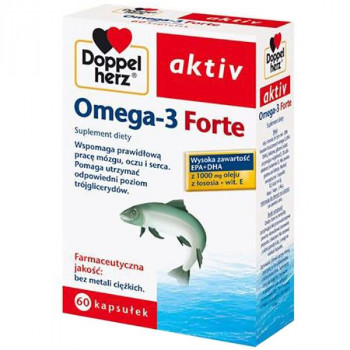 60 kapsułek
Doppel
herz®
aktiv
Omega-3 Forte
Suplement diety
Wspomaga prawidłową
pracę mózgu, oczu i serca.
Pomaga utrzymać
odpowiedni poziom
trójglicerydów.
Wysoka zawartość
EPA+DHA
z 1000 mg oleju
z łososia + wit. E
Farmaceutyczna
jakość:
bez metali ciężkich.
60 kapsułek
Doppel
herz®
aktiv
Omega-3 Forte